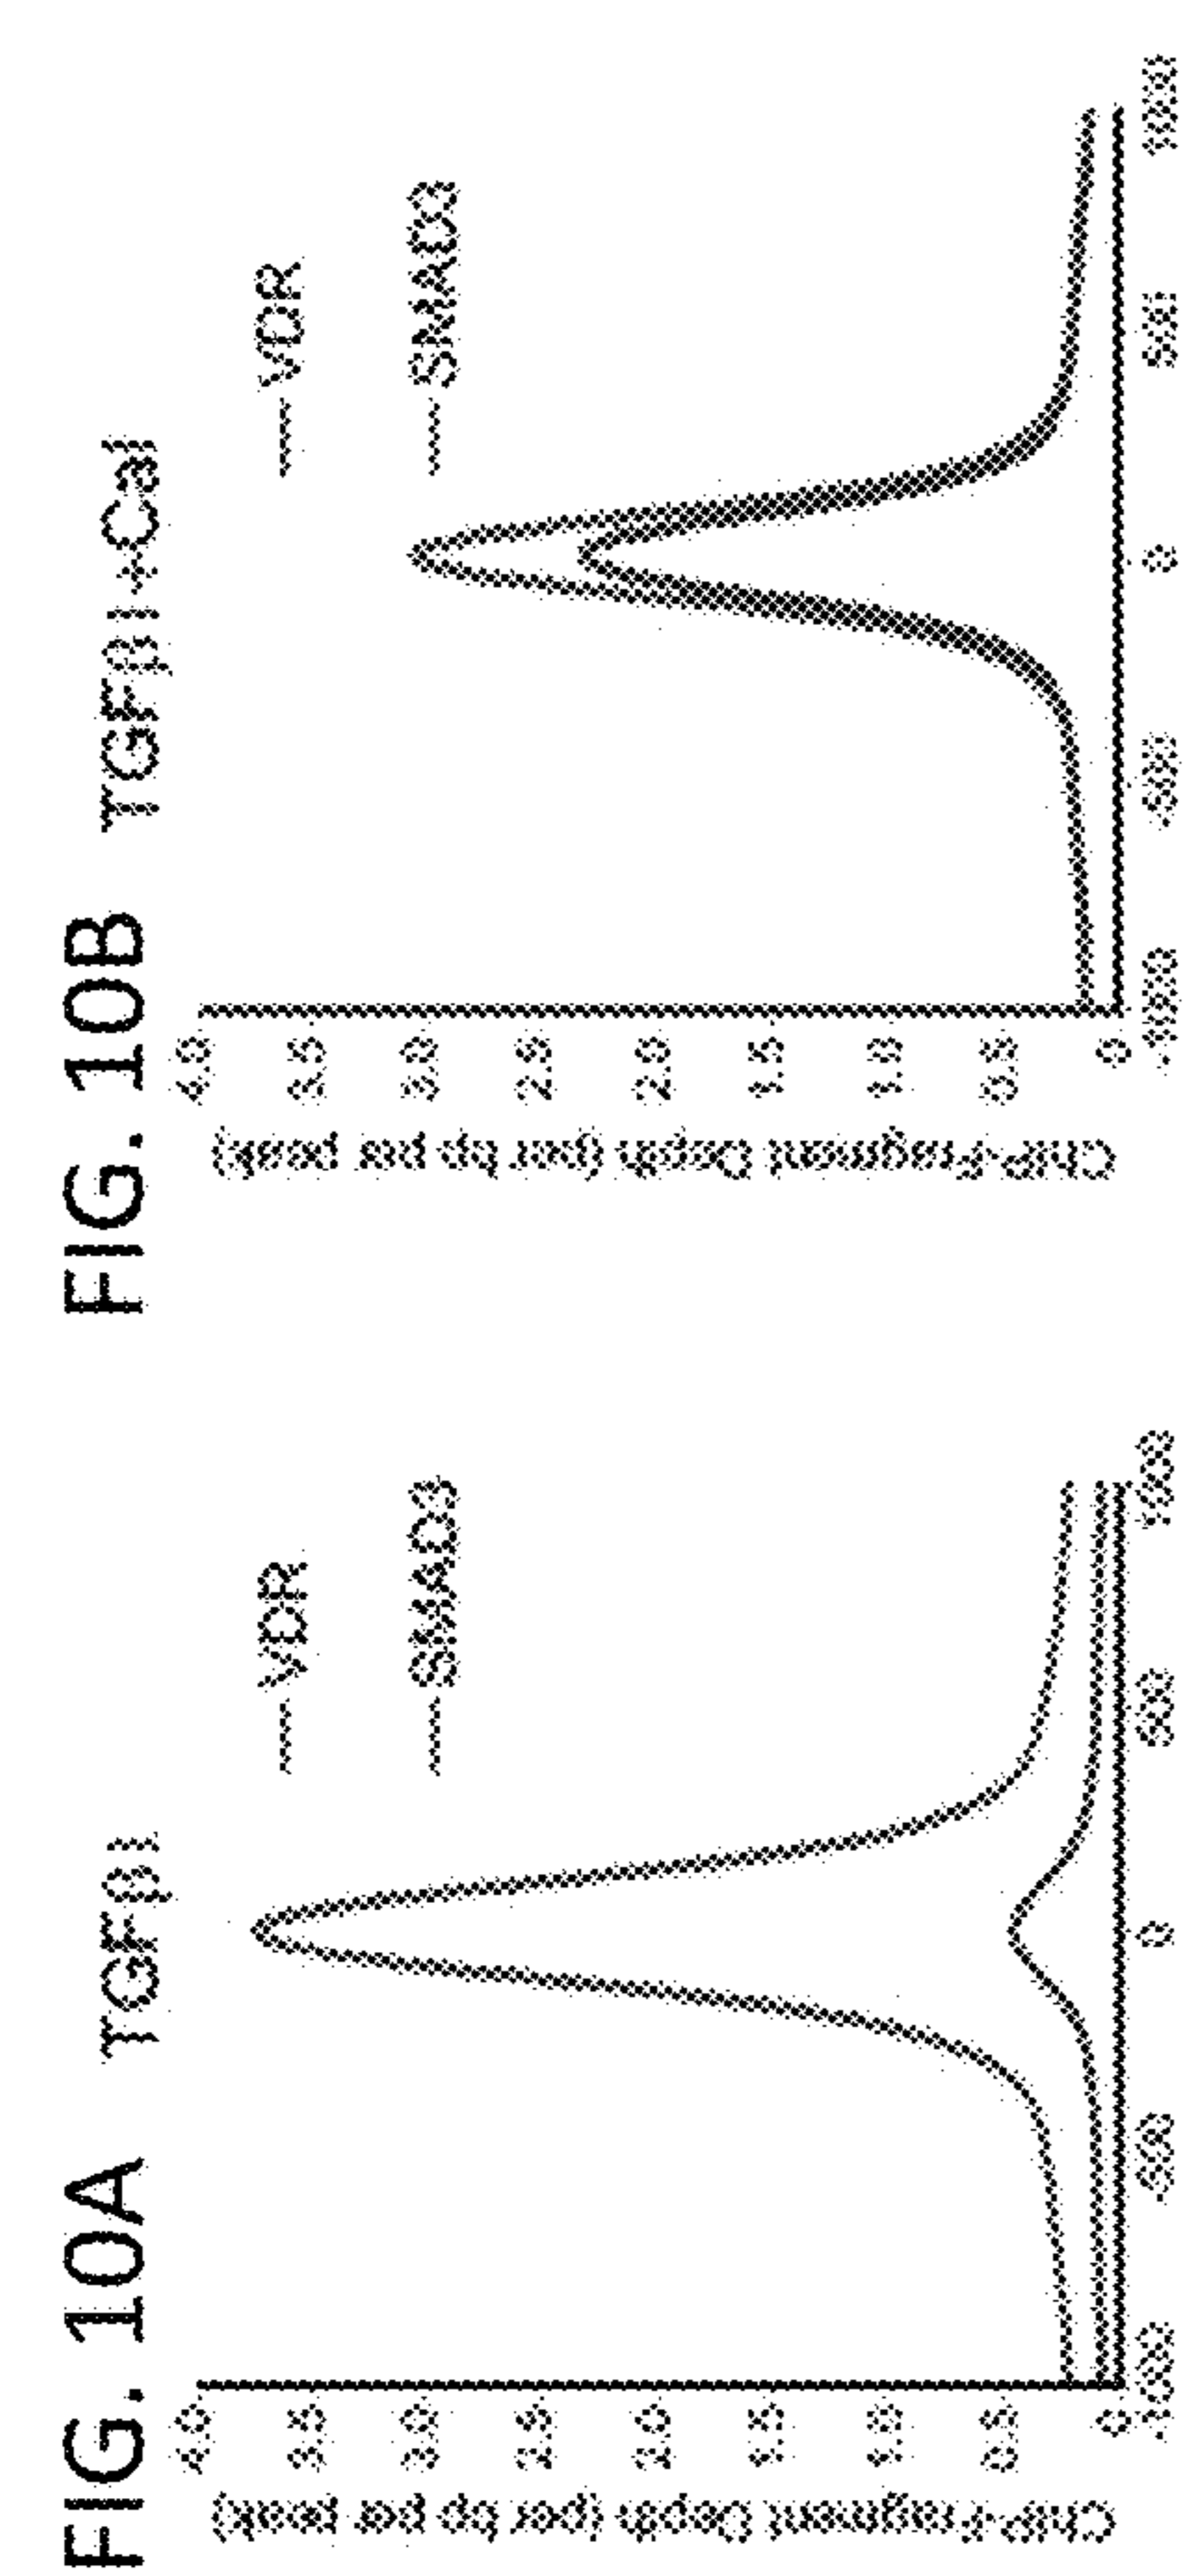 FIG. 10A
TGFβ1
VDR
SMAD3
ChIP-Fragment Depth (per bp per peak)
4.0
3.5
3.0
2.5
2.0
1.5
1.0
0.5
0
-1000
-500
0
500
1000
FIG. 10B
TGFβ1+Cal
VDR
SMAD3
ChIP-Fragment Depth (per bp per peak)
4.0
3.5
3.0
2.5
2.0
1.5
1.0
0.5
0
-1000
-500
0
500
1000